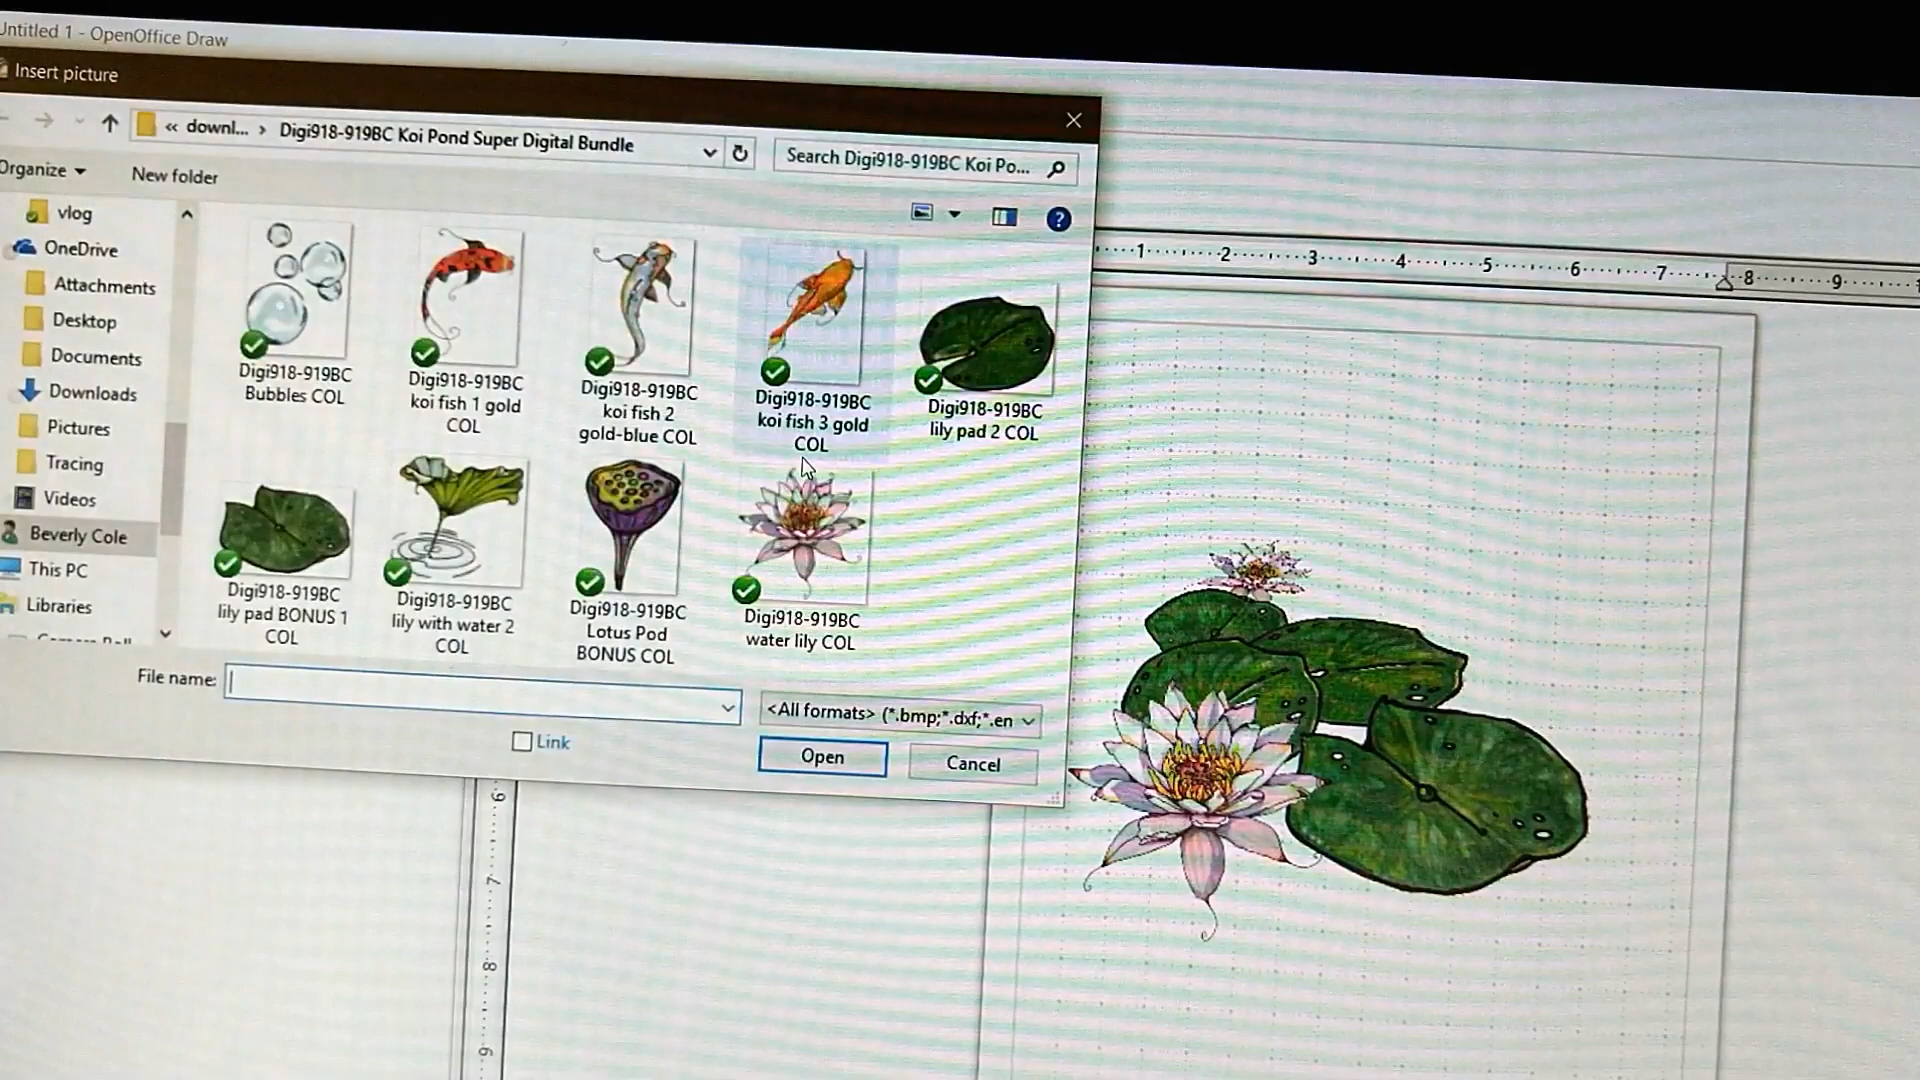 Untitled 1 - OpenOffice Draw
Insert picture
« downl... › Digi918-919BC Koi Pond Super Digital Bundle
Search Digi918-919BC Koi Po...
Organize
New folder
vlog
OneDrive
Attachments
Desktop
Documents
Downloads
Pictures
Tracing
Videos
Beverly Cole
This PC
Libraries
Digi918-919BC
Bubbles COL
Digi918-919BC
koi fish 1 gold
COL
Digi918-919BC
koi fish 2
gold-blue COL
Digi918-919BC
koi fish 3 gold
COL
Digi918-919BC
lily pad 2 COL
Digi918-919BC
lily pad BONUS 1
COL
Digi918-919BC
lily with water 2
COL
Digi918-919BC
Lotus Pod
BONUS COL
Digi918-919BC
water lily COL
File name:
<All formats> (*.bmp;*.dxf;*.en
Link
Open
Cancel
1 2 3 4 5 6 7 8 9
6
7
8
9